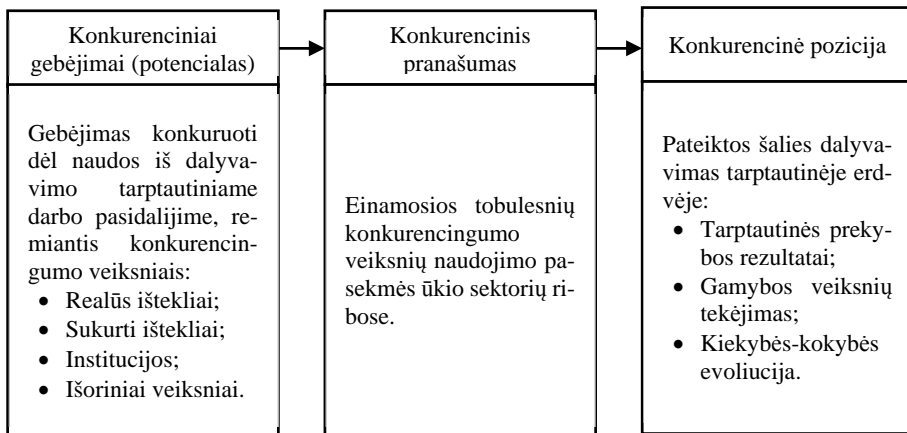 Konkurenciniai
gebėjimai (potencialas)
Gebėjimas konkuruoti
dėl naudos iš dalyva-
vimo tarptautiniame
darbo pasidalijime, re-
miantis konkurencin-
gumo veiksniais:
• Realūs ištekliai;
• Sukurti ištekliai;
• Institucijos;
• Išoriniai veiksniai.
Konkurencinis
pranašumas
Einamosios tobulesnių
konkurencingumo
veiksnių naudojimo pa-
sekmės ūkio sektorių ri-
bose.
Konkurencinė pozicija
Pateiktos šalies dalyva-
vimas tarptautinėje erd-
vėje:
• Tarptautinės preky-
bos rezultatai;
• Gamybos veiksnių
tekėjimas;
• Kiekybės-kokybės
evoliucija.